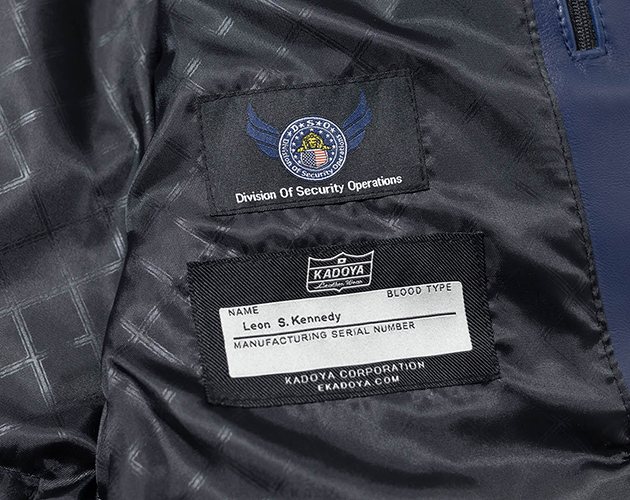 D★S★O
Division Of Security Operations
Division Of Security Operations
KADOYA
Leather Wear
NAME BLOOD TYPE
Leon S. Kennedy
MANUFACTURING SERIAL NUMBER
KADOYA CORPORATION
EKADOYA.COM